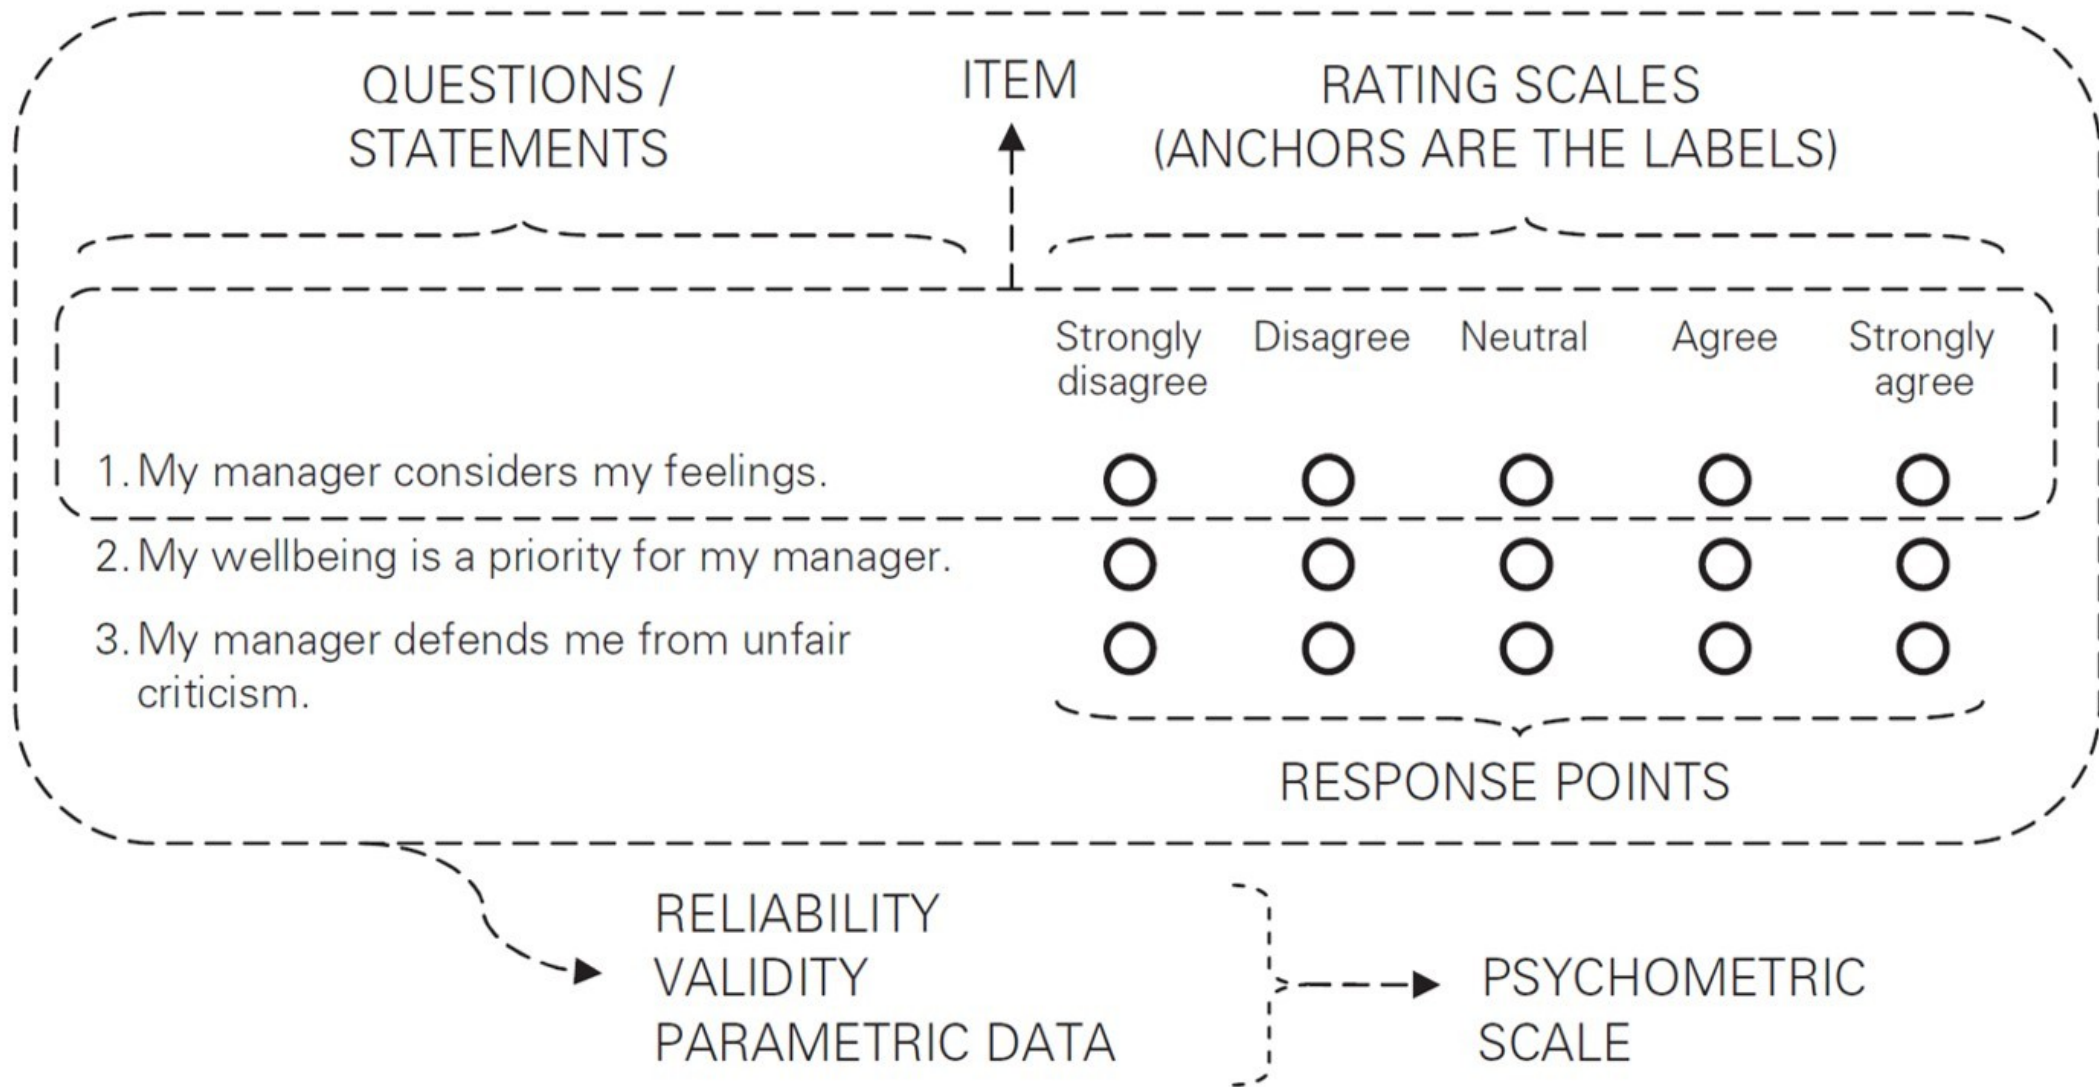 QUESTIONS /
STATEMENTS
ITEM
RATING SCALES
(ANCHORS ARE THE LABELS)
Strongly disagree Disagree Neutral Agree Strongly agree
1. My manager considers my feelings.
2. My wellbeing is a priority for my manager.
3. My manager defends me from unfair
criticism.
RESPONSE POINTS
RELIABILITY
VALIDITY
PARAMETRIC DATA
PSYCHOMETRIC
SCALE